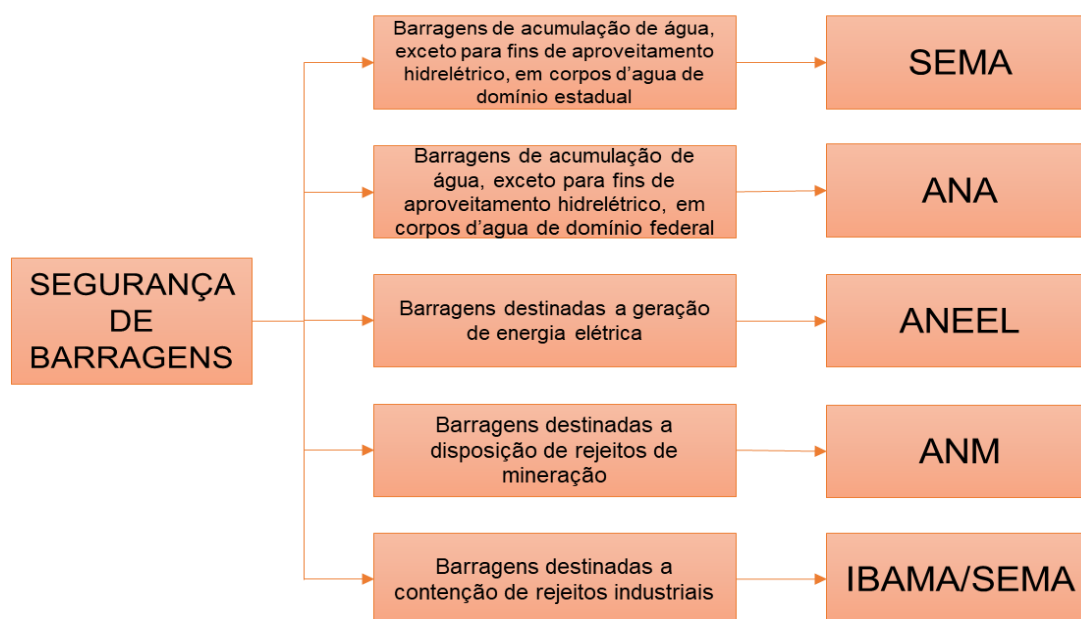 SEGURANÇA
DE
BARRAGENS
Barragens de acumulação de água,
exceto para fins de aproveitamento
hidrelétrico, em corpos d’agua de
domínio estadual
SEMA
Barragens de acumulação de
água, exceto para fins de
aproveitamento hidrelétrico, em
corpos d’agua de domínio federal
ANA
Barragens destinadas a geração
de energia elétrica
ANEEL
Barragens destinadas a
disposição de rejeitos de
mineração
ANM
Barragens destinadas a
contenção de rejeitos industriais
IBAMA/SEMA